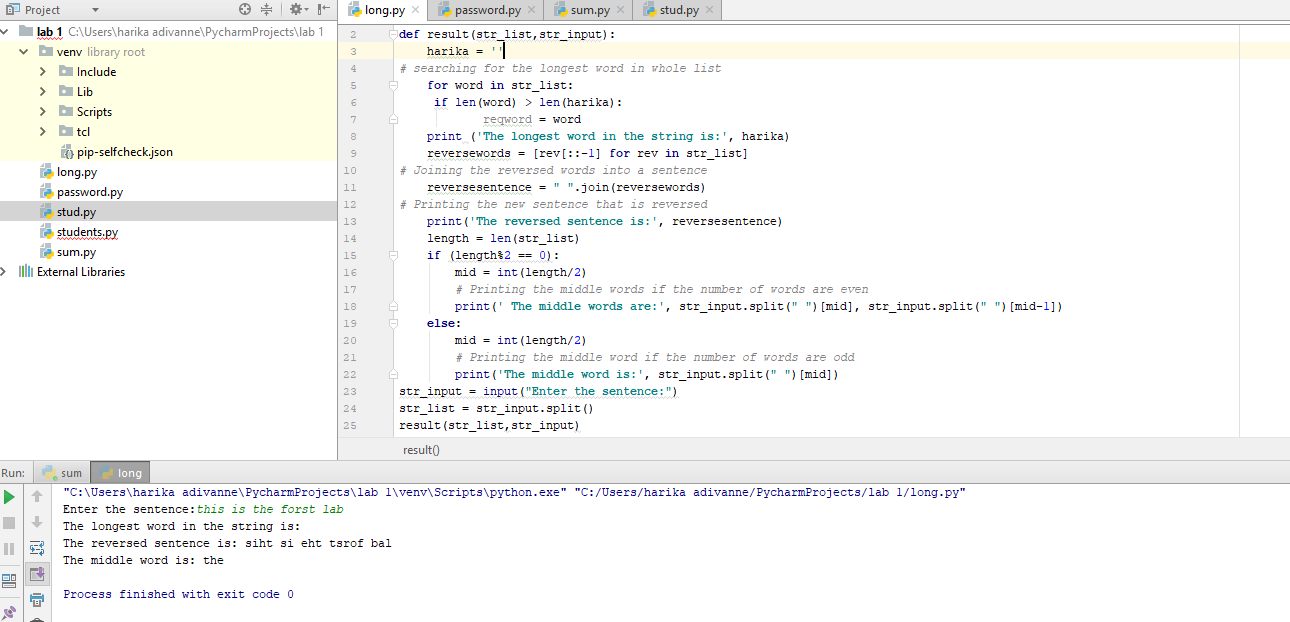 Project
long.py
password.py
sum.py
stud.py
lab 1 C:\Users\harika adivanne\PycharmProjects\lab 1
venv library root
Include
Lib
Scripts
tcl
pip-selfcheck.json
long.py
password.py
stud.py
students.py
sum.py
External Libraries
2 def result(str_list,str_input):
3 harika = ''
4 # searching for the longest word in whole list
5 for word in str_list:
6 if len(word) > len(harika):
7 reqword = word
8 print ('The longest word in the string is:', harika)
9 reversewords = [rev[::-1] for rev in str_list]
10 # Joining the reversed words into a sentence
11 reversesentence = " ".join(reversewords)
12 # Printing the new sentence that is reversed
13 print('The reversed sentence is:', reversesentence)
14 length = len(str_list)
15 if (length%2 == 0):
16 mid = int(length/2)
17 # Printing the middle words if the number of words are even
18 print(' The middle words are:', str_input.split(" ")[mid], str_input.split(" ")[mid-1])
19 else:
20 mid = int(length/2)
21 # Printing the middle word if the number of words are odd
22 print('The middle word is:', str_input.split(" ")[mid])
23 str_input = input("Enter the sentence:")
24 str_list = str_input.split()
25 result(str_list,str_input)
result()
Run: sum long
"C:\Users\harika adivanne\PycharmProjects\lab 1\venv\Scripts\python.exe" "C:/Users/harika adivanne/PycharmProjects/lab 1/long.py"
Enter the sentence:this is the forst lab
The longest word in the string is:
The reversed sentence is: siht si eht tsrof bal
The middle word is: the
Process finished with exit code 0